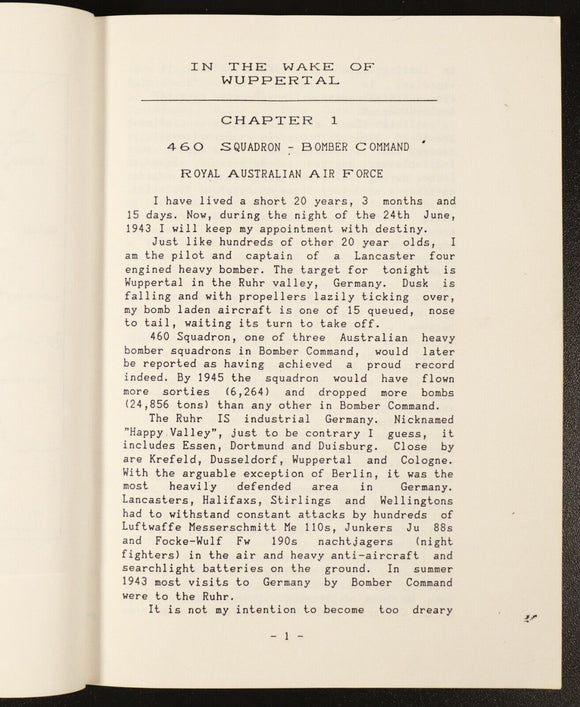 IN THE WAKE OF
WUPPERTAL
CHAPTER 1
460 SQUADRON - BOMBER COMMAND
ROYAL AUSTRALIAN AIR FORCE
I have lived a short 20 years, 3 months and
15 days. Now, during the night of the 24th June,
1943 I will keep my appointment with destiny.
Just like hundreds of other 20 year olds, I
am the pilot and captain of a Lancaster four
engined heavy bomber. The target for tonight is
Wuppertal in the Ruhr valley, Germany. Dusk is
falling and with propellers lazily ticking over,
my bomb laden aircraft is one of 15 queued, nose
to tail, waiting its turn to take off.
460 Squadron, one of three Australian heavy
bomber squadrons in Bomber Command, would later
be reported as having achieved a proud record
indeed. By 1945 the squadron would have flown
more sorties (6,264) and dropped more bombs
(24,856 tons) than any other in Bomber Command.
The Ruhr IS industrial Germany. Nicknamed
"Happy Valley", just to be contrary I guess, it
includes Essen, Dortmund and Duisburg. Close by
are Krefeld, Dusseldorf, Wuppertal and Cologne.
With the arguable exception of Berlin, it was the
most heavily defended area in Germany.
Lancasters, Halifaxs, Stirlings and Wellingtons
had to withstand constant attacks by hundreds of
Luftwaffe Messerschmitt Me 110s, Junkers Ju 88s
and Focke-Wulf Fw 190s nachtjagers (night
fighters) in the air and heavy anti-aircraft and
searchlight batteries on the ground. In summer
1943 most visits to Germany by Bomber Command
were to the Ruhr.
It is not my intention to become too dreary
- 1 -